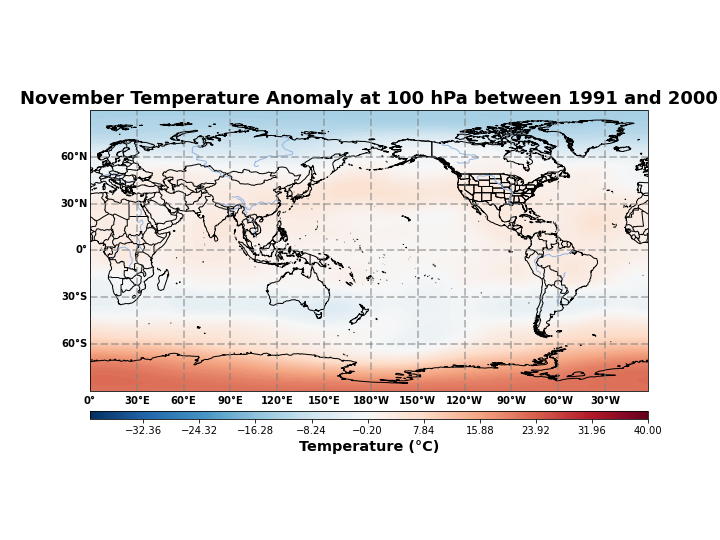 November Temperature Anomaly at 100 hPa between 1991 and 2000
60°N
30°N
0°
30°S
60°S
0° 30°E 60°E 90°E 120°E 150°E 180°W 150°W 120°W 90°W 60°W 30°W
−32.36 −24.32 −16.28 −8.24 −0.20 7.84 15.88 23.92 31.96 40.00
Temperature (°C)